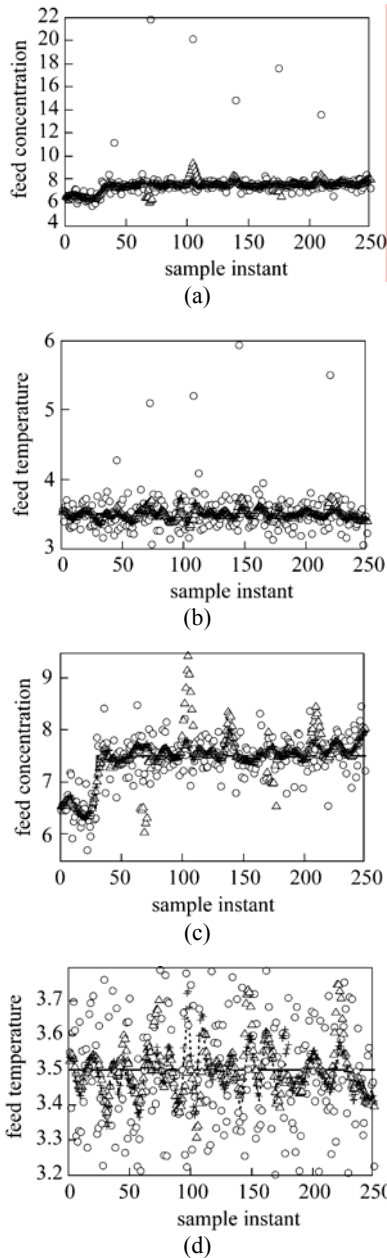 22
20
18
16
14
12
10
8
6
4
feed concentration
0 50 100 150 200 250
sample instant
(a)
6
5
4
3
feed temperature
0 50 100 150 200 250
sample instant
(b)
9
8
7
6
feed concentration
0 50 100 150 200 250
sample instant
(c)
3.7
3.6
3.5
3.4
3.3
3.2
feed temperature
0 50 100 150 200 250
sample instant
(d)